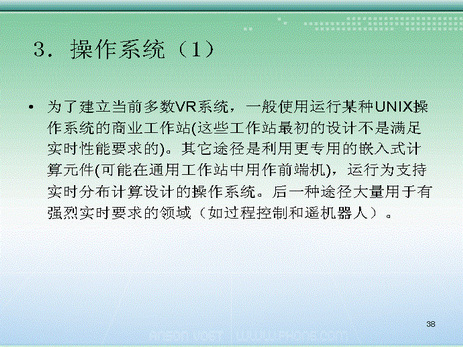 3．操作系统（1）
• 为了建立当前多数VR系统，一般使用运行某种UNIX操
作系统的商业工作站(这些工作站最初的设计不是满足
实时性能要求的)。其它途径是利用更专用的嵌入式计
算元件(可能在通用工作站中用作前端机)，运行为支持
实时分布计算设计的操作系统。后一种途径大量用于有
强烈实时要求的领域（如过程控制和遥机器人）。
38